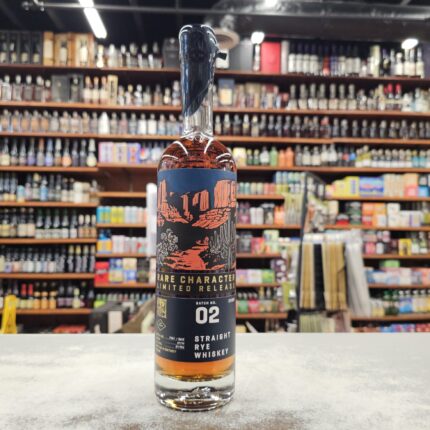 RARE CHARACTER
LIMITED RELEASE
BATCH NO.
02
STRAIGHT
RYE
WHISKEY